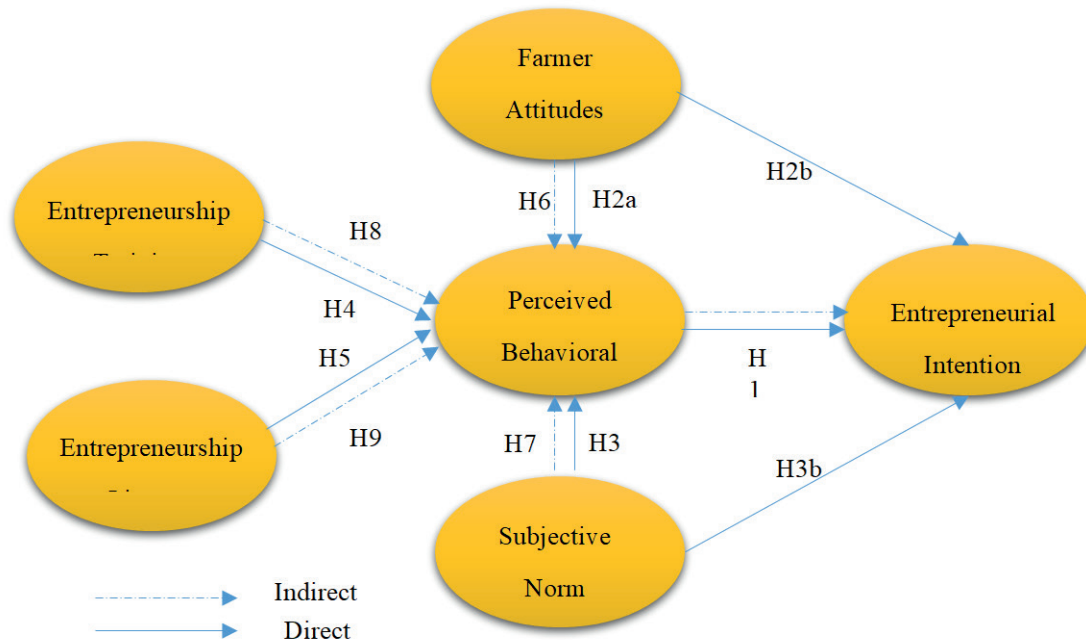 Farmer
Attitudes
H2b
Entrepreneurship
H8
H6
H2a
H4
Perceived
Behavioral
Entrepreneurial
Intention
H5
H
H9
H7
H3
H3b
Entrepreneurship
Subjective
Norm
Indirect
Direct